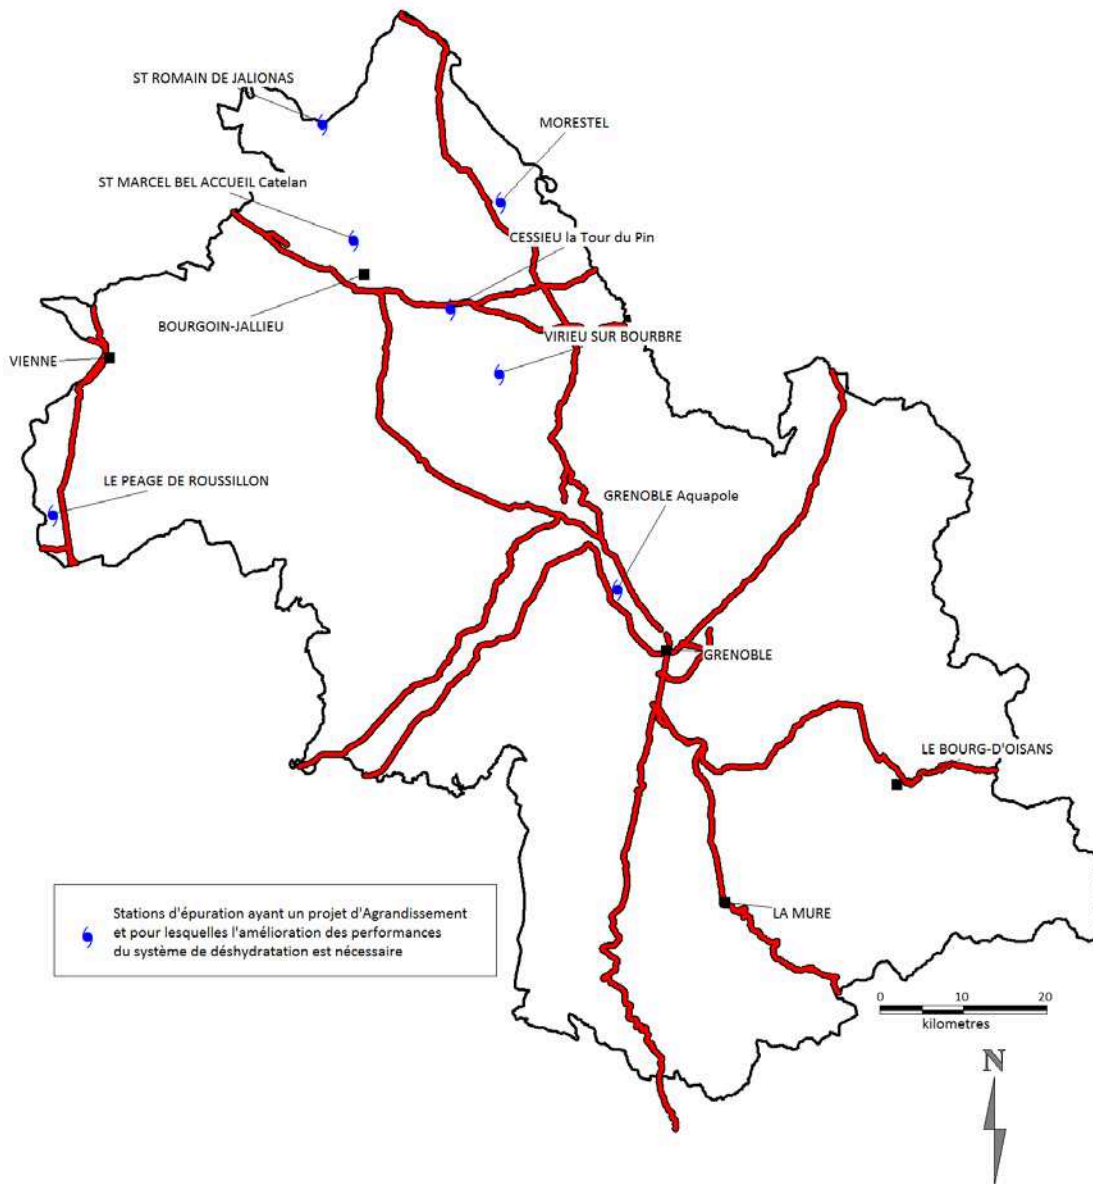 ST ROMAIN DE JALIONAS
MORESTEL
ST MARCEL BEL ACCUEIL Catelan
CESSIEU la Tour du Pin
BOURGOIN-JALLIEU
VIRIEU SUR BOURBRE
VIENNE
LE PEAGE DE ROUSSILLON
GRENOBLE Aquapole
GRENOBLE
LE BOURG-D'OISANS
LA MURE
Stations d'épuration ayant un projet d'Agrandissement
et pour lesquelles l'amélioration des performances
du système de déshydratation est nécessaire
0 10 20
kilometres
N